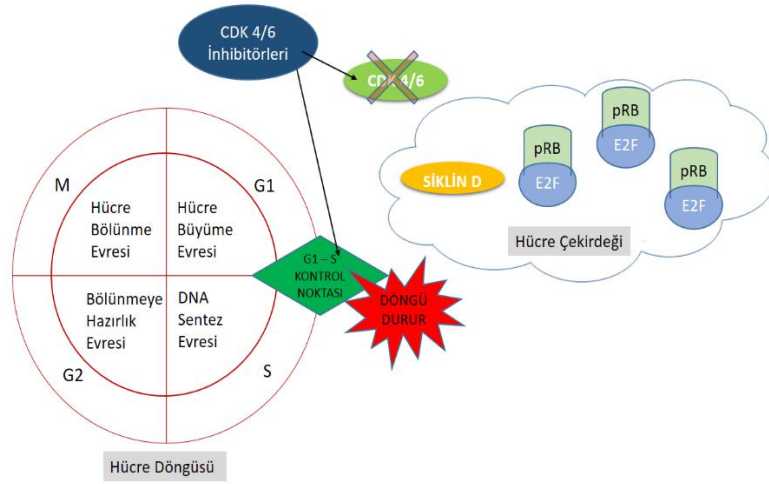 CDK 4/6
İnhibitörleri
CDK 4/6
pRB
E2F
pRB
E2F
pRB
E2F
SİKLİN D
Hücre Çekirdeği
M
G1
Hücre
Bölünme
Evresi
Hücre
Büyüme
Evresi
G1 – S
KONTROL
NOKTASI
DÖNGÜ
DURUR
Bölünmeye
Hazırlık
Evresi
DNA
Sentez
Evresi
G2
S
Hücre Döngüsü